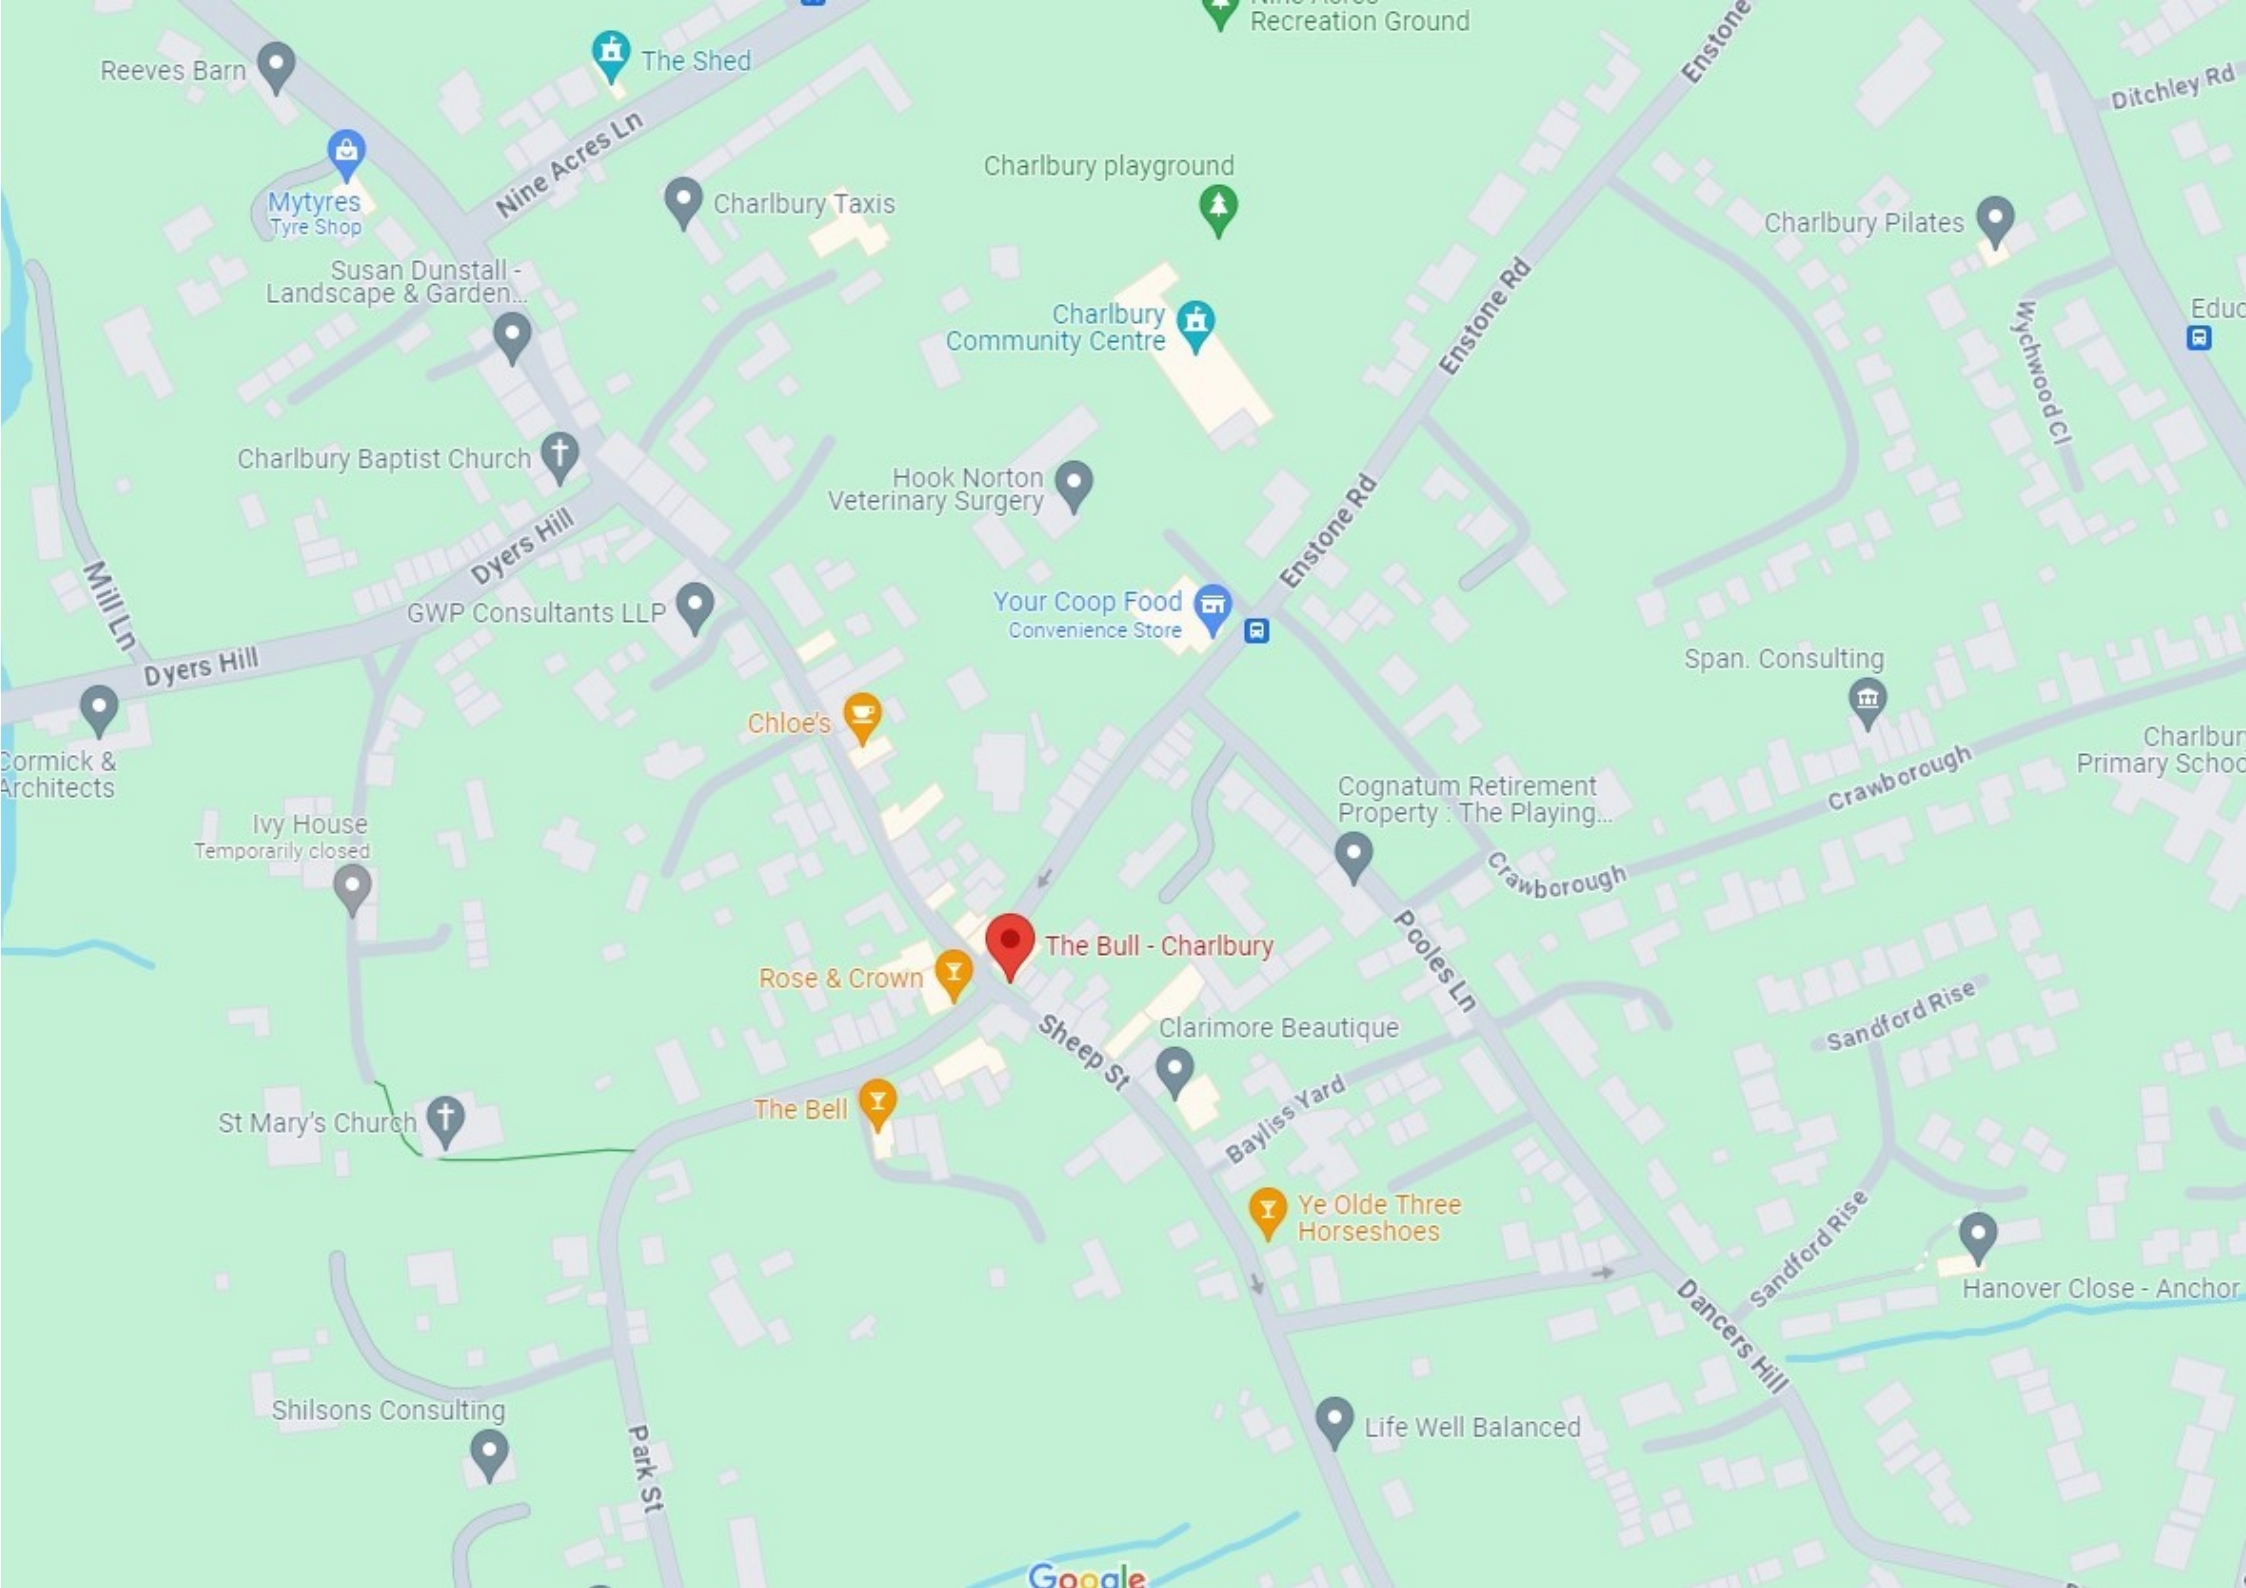 Recreation Ground
Enstone
Reeves Barn
The Shed
Ditchley Rd
Nine Acres Ln
Charlbury playground
Mytyres
Tyre Shop
Charlbury Taxis
Charlbury Pilates
Susan Dunstall -
Landscape & Garden...
Charlbury
Community Centre
Enstone Rd
Wychwood Cl
Educ
Charlbury Baptist Church
Hook Norton
Veterinary Surgery
Enstone Rd
Dyers Hill
Mill Ln
GWP Consultants LLP
Your Coop Food
Convenience Store
Dyers Hill
Span. Consulting
Chloe's
Cormick &
Architects
Charlbur
Primary Schoo
Crawborough
Cognatum Retirement
Property : The Playing...
Ivy House
Temporarily closed
Crawborough
Pooles Ln
The Bull - Charlbury
Rose & Crown
Sheep St
Clarimore Beautique
Sandford Rise
Bayliss Yard
The Bell
St Mary's Church
Ye Olde Three
Horseshoes
Sandford Rise
Hanover Close - Anchor
Dancers Hill
Shilsons Consulting
Life Well Balanced
Park St
Google